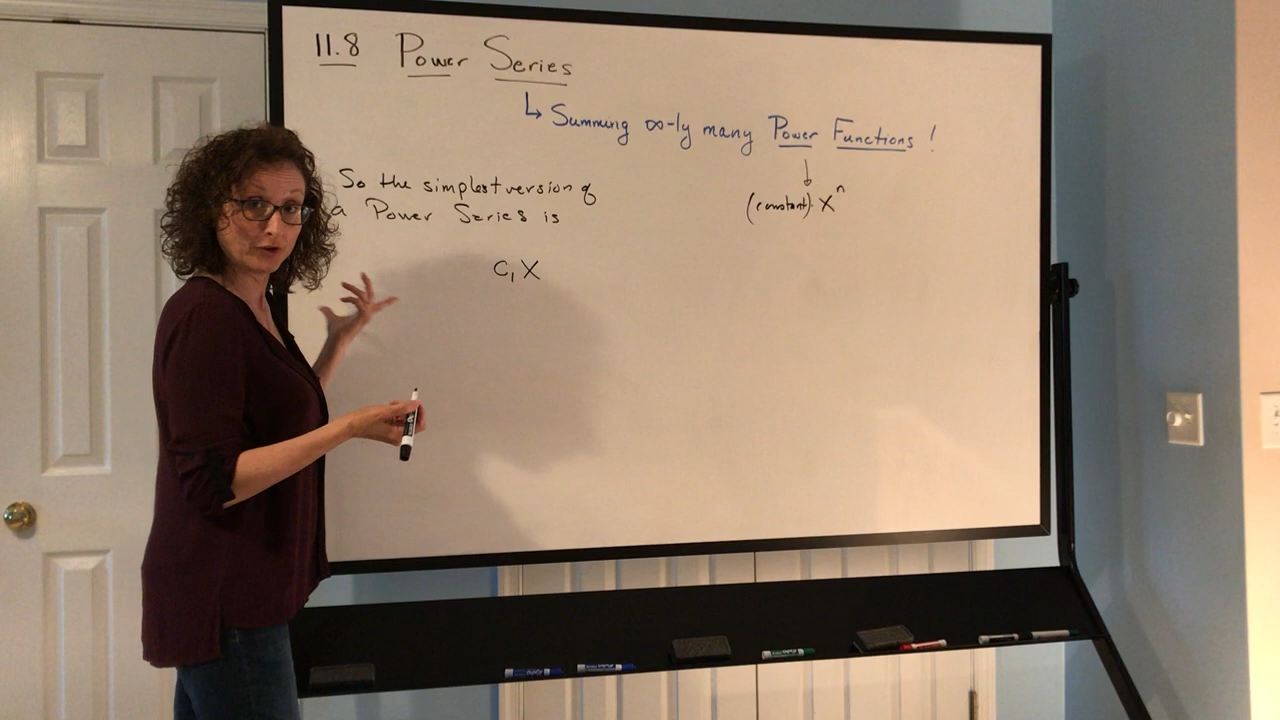 11.8 Power Series
↳ Summing ∞-ly many Power Functions !
(constant)·X^n
So the simplest version of
a Power Series is
C₁X